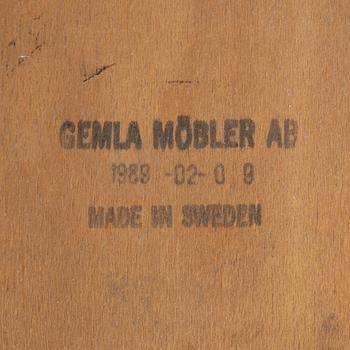 GEMLA MÖBLER AB
1989 -02- 0 9
MADE IN SWEDEN